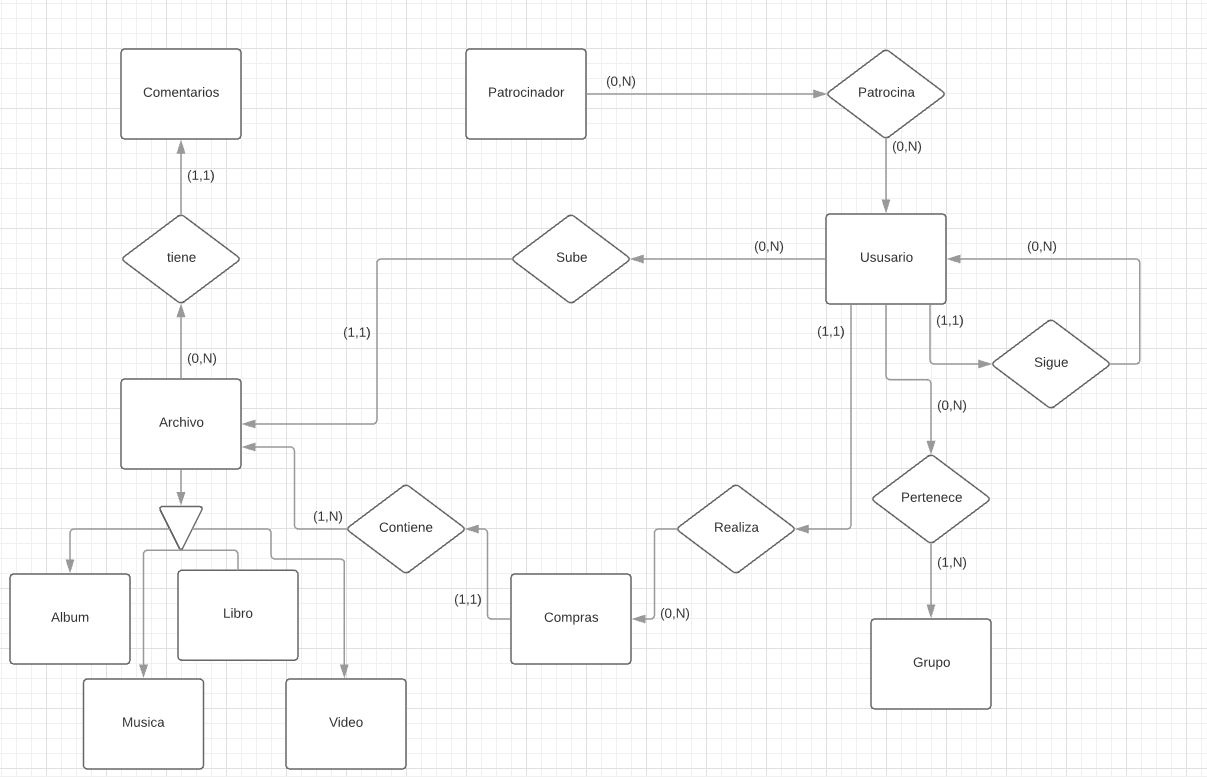 Comentarios
Patrocinador
(0,N)
Patrocina
(0,N)
(1,1)
tiene
Sube
(0,N)
Ususario
(0,N)
(1,1)
(1,1)
(1,1)
(0,N)
Sigue
Archivo
(0,N)
(1,N)
Contiene
Realiza
Pertenece
(1,N)
(1,1)
(0,N)
Album
Libro
Compras
Grupo
Musica
Video